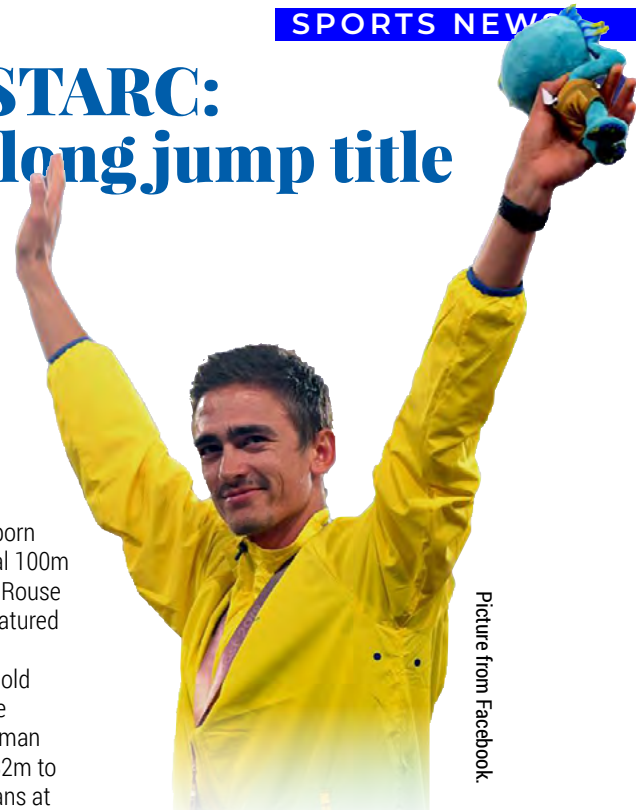 SPORTS NEWS
STARC:
long jump title
born
al 100m
Rouse
atured
old
e
man
2m to
ans at
Picture from Facebook.